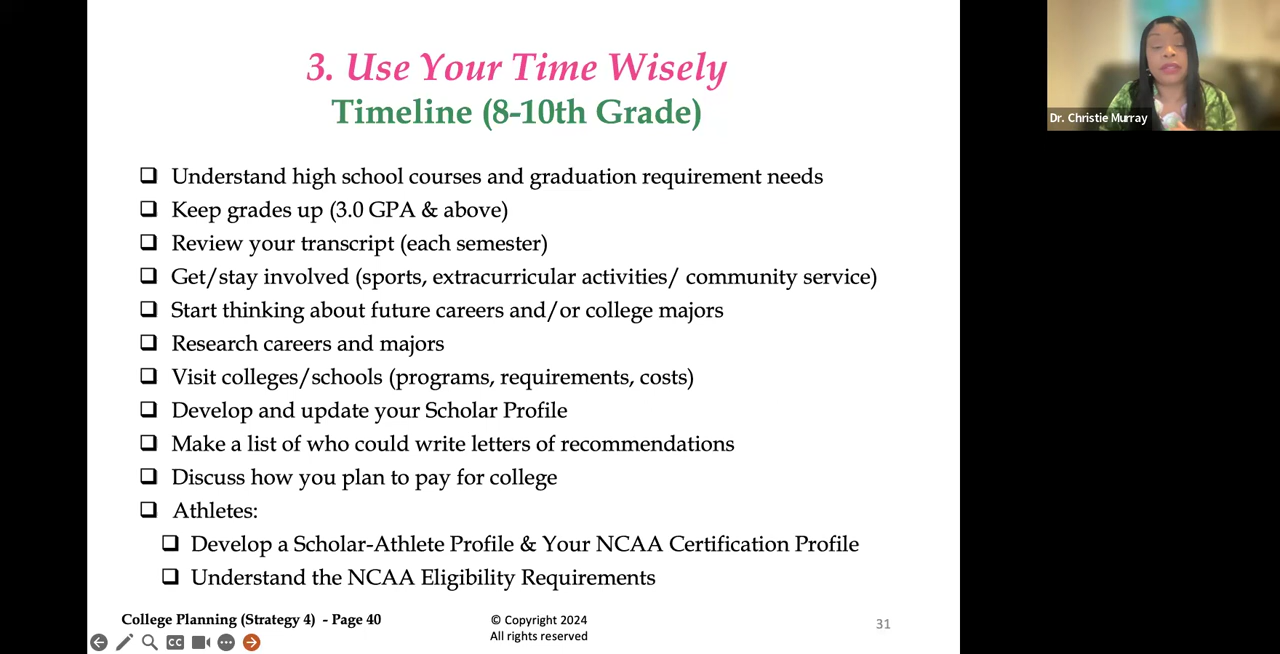 3. Use Your Time Wisely
Timeline (8-10th Grade)
Understand high school courses and graduation requirement needs
Keep grades up (3.0 GPA & above)
Review your transcript (each semester)
Get/stay involved (sports, extracurricular activities/ community service)
Start thinking about future careers and/or college majors
Research careers and majors
Visit colleges/schools (programs, requirements, costs)
Develop and update your Scholar Profile
Make a list of who could write letters of recommendations
Discuss how you plan to pay for college
Athletes:
Develop a Scholar-Athlete Profile & Your NCAA Certification Profile
Understand the NCAA Eligibility Requirements
College Planning (Strategy 4) - Page 40
© Copyright 2024
All rights reserved
31
CC
Dr. Christie Murray